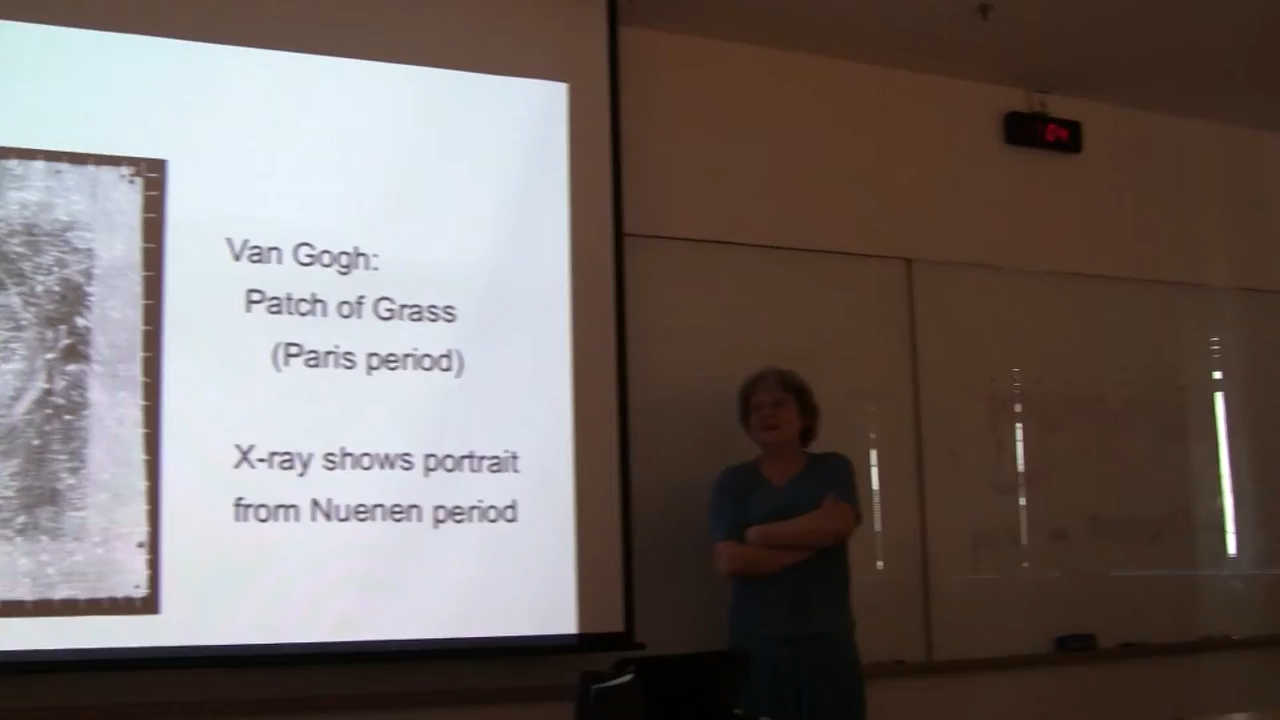 Van Gogh:
Patch of Grass
(Paris period)
X-ray shows portrait
from Nuenen period